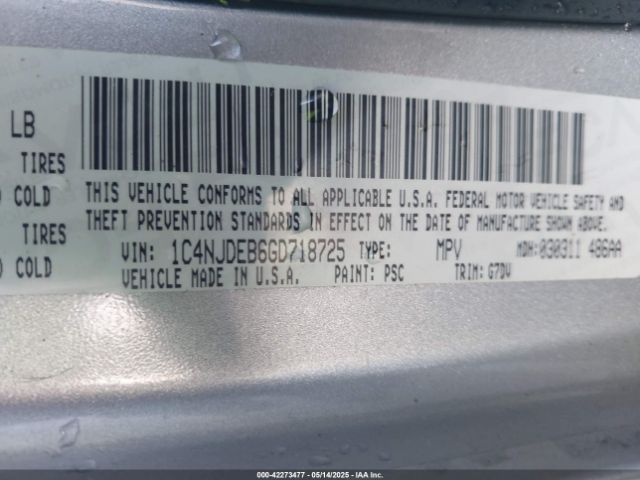 LB
TIRES
COLD
TIRES
COLD
THIS VEHICLE CONFORMS TO ALL APPLICABLE U.S.A. FEDERAL MOTOR VEHICLE SAFETY AND
THEFT PREVENTION STANDARDS IN EFFECT ON THE DATE OF MANUFACTURE SHOWN ABOVE.
VIN: 1C4NJDEB6GD718725 TYPE: MPV MDH:030311 486AA
VEHICLE MADE IN U.S.A. PAINT: PSC TRIM: G7DV
000-42273477 - 05/14/2025 - IAA Inc.